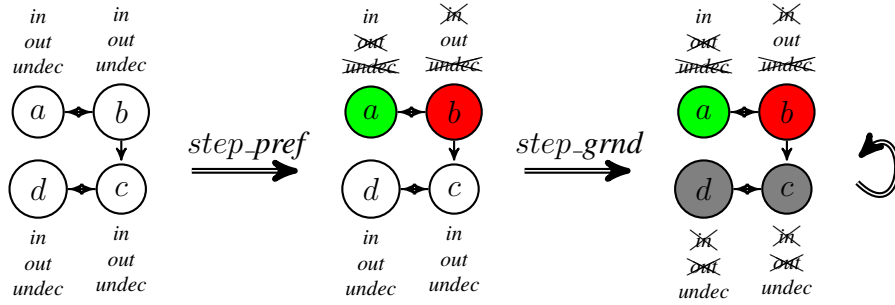 in in in in in in
out out out out out out
undec undec undec undec undec undec
a b a b a b
step_pref step_grnd
d c d c d c
in in in in in in
out out out out out out
undec undec undec undec undec undec